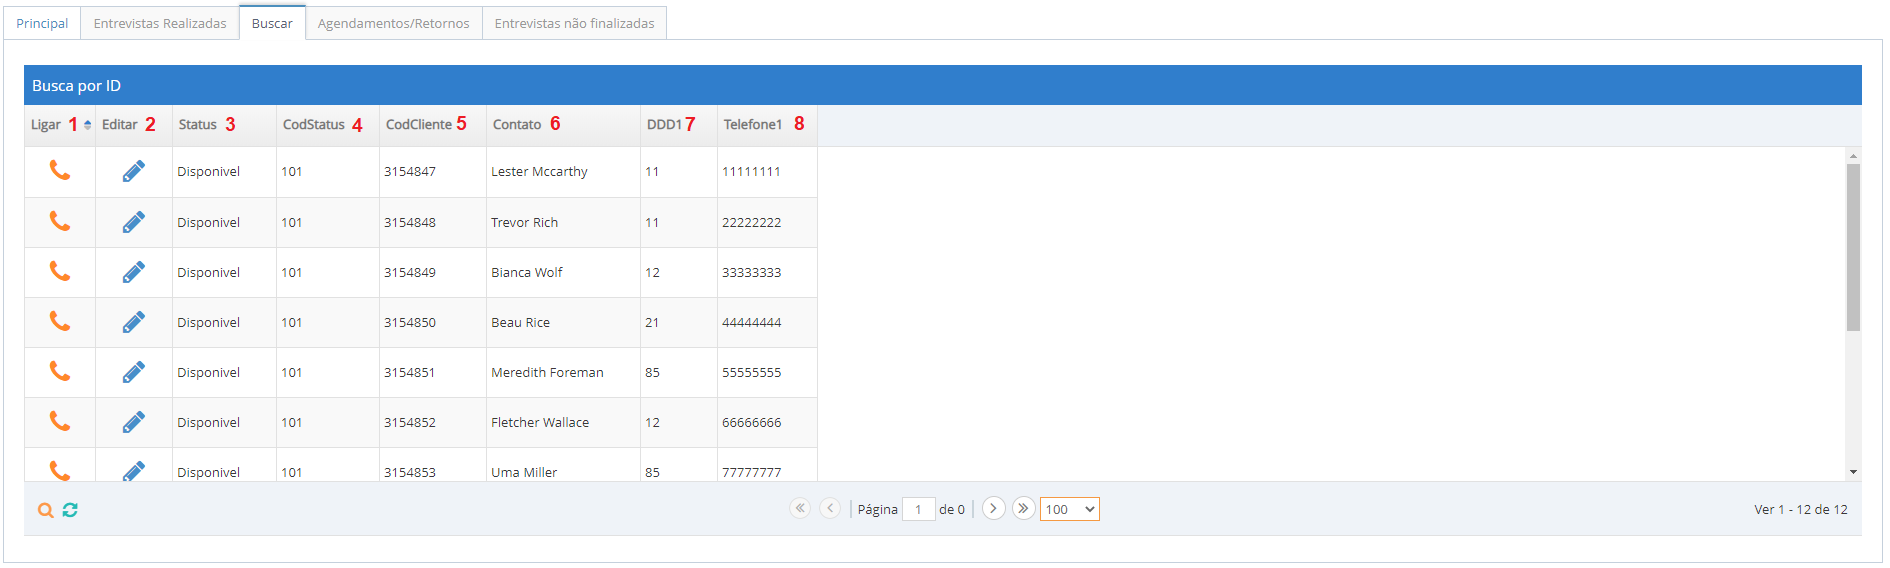 Principal Entrevistas Realizadas Buscar Agendamentos/Retornos Entrevistas não finalizadas
Busca por ID
Ligar 1 Editar 2 Status 3 CodStatus 4 CodCliente 5 Contato 6 DDD1 7 Telefone1 8
Disponivel 101 3154847 Lester Mccarthy 11 11111111
Disponivel 101 3154848 Trevor Rich 11 22222222
Disponivel 101 3154849 Bianca Wolf 12 33333333
Disponivel 101 3154850 Beau Rice 21 44444444
Disponivel 101 3154851 Meredith Foreman 85 55555555
Disponivel 101 3154852 Fletcher Wallace 12 66666666
Disponivel 101 3154853 Uma Miller 85 77777777
Página 1 de 0 100 Ver 1 - 12 de 12